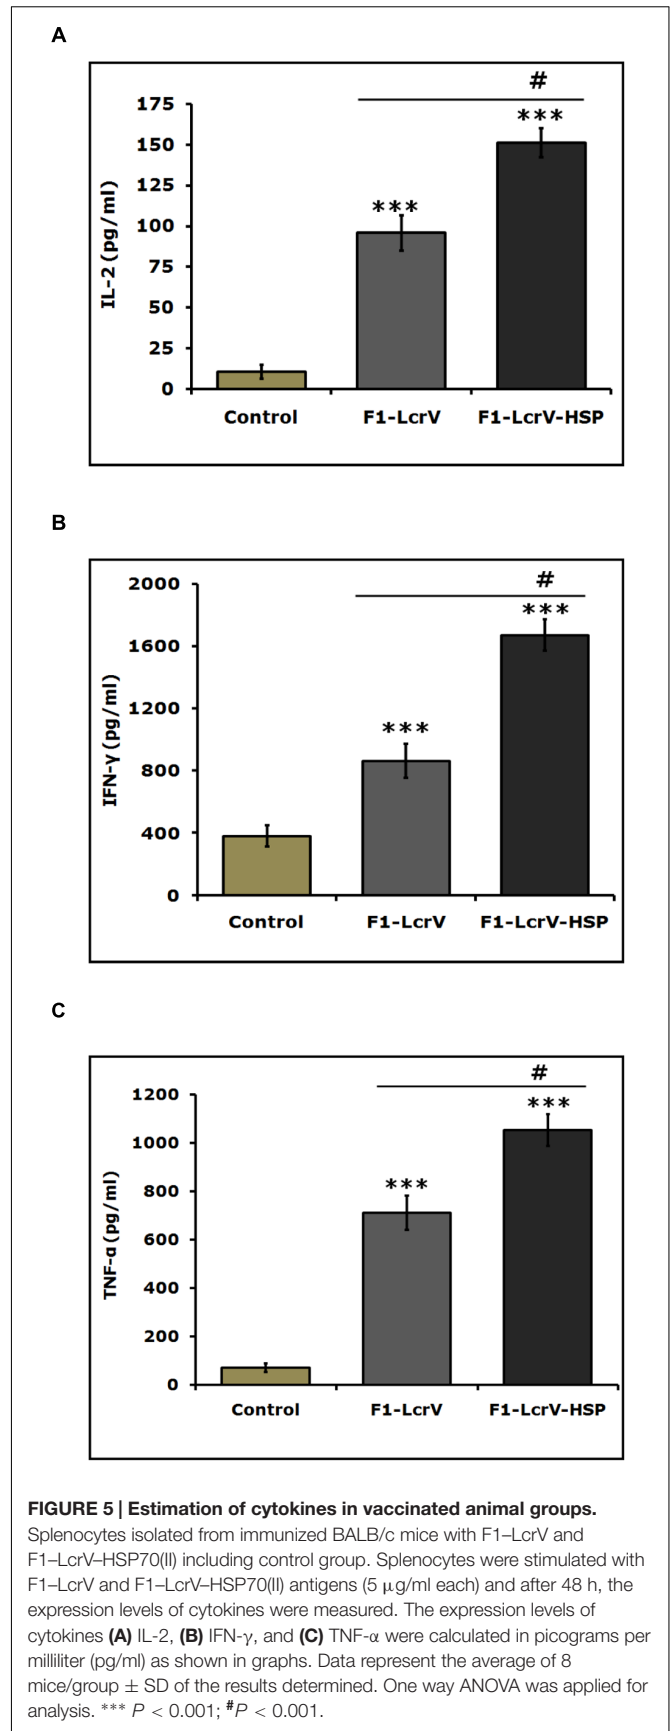 A
#
***
***
175
150
125
100
75
50
25
0
IL-2 (pg/ml)
Control F1-LcrV F1-LcrV-HSP
B
#
***
***
2000
1600
1200
800
400
0
IFN-γ (pg/ml)
Control F1-LcrV F1-LcrV-HSP
C
#
***
***
1200
1000
800
600
400
200
0
TNF-α (pg/ml)
Control F1-LcrV F1-LcrV-HSP
FIGURE 5 | Estimation of cytokines in vaccinated animal groups.
Splenocytes isolated from immunized BALB/c mice with F1–LcrV and
F1–LcrV–HSP70(II) including control group. Splenocytes were stimulated with
F1–LcrV and F1–LcrV–HSP70(II) antigens (5 μg/ml each) and after 48 h, the
expression levels of cytokines were measured. The expression levels of
cytokines (A) IL-2, (B) IFN-γ, and (C) TNF-α were calculated in picograms per
milliliter (pg/ml) as shown in graphs. Data represent the average of 8
mice/group ± SD of the results determined. One way ANOVA was applied for
analysis. *** P < 0.001; #P < 0.001.